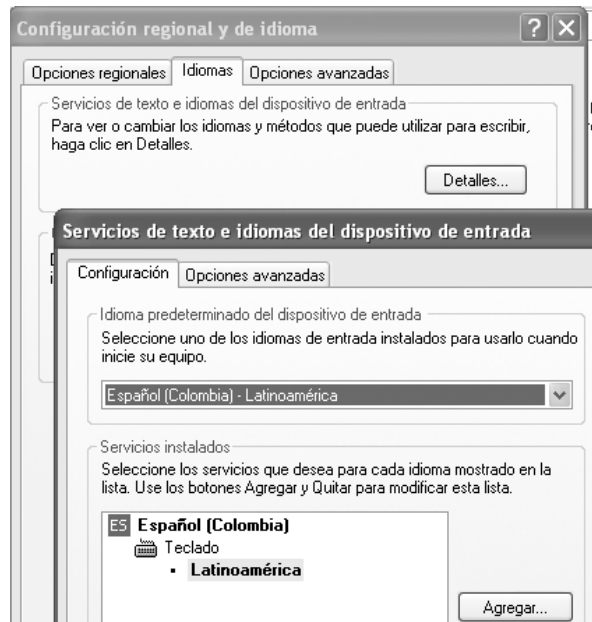 Configuración regional y de idioma
Opciones regionales Idiomas Opciones avanzadas
Servicios de texto e idiomas del dispositivo de entrada
Para ver o cambiar los idiomas y métodos que puede utilizar para escribir,
haga clic en Detalles.
Detalles...
Servicios de texto e idiomas del dispositivo de entrada
Configuración Opciones avanzadas
Idioma predeterminado del dispositivo de entrada
Seleccione uno de los idiomas de entrada instalados para usarlo cuando
inicie su equipo.
Español (Colombia) - Latinoamérica
Servicios instalados
Seleccione los servicios que desea para cada idioma mostrado en la
lista. Use los botones Agregar y Quitar para modificar esta lista.
ES Español (Colombia)
Teclado
• Latinoamérica
Agregar...